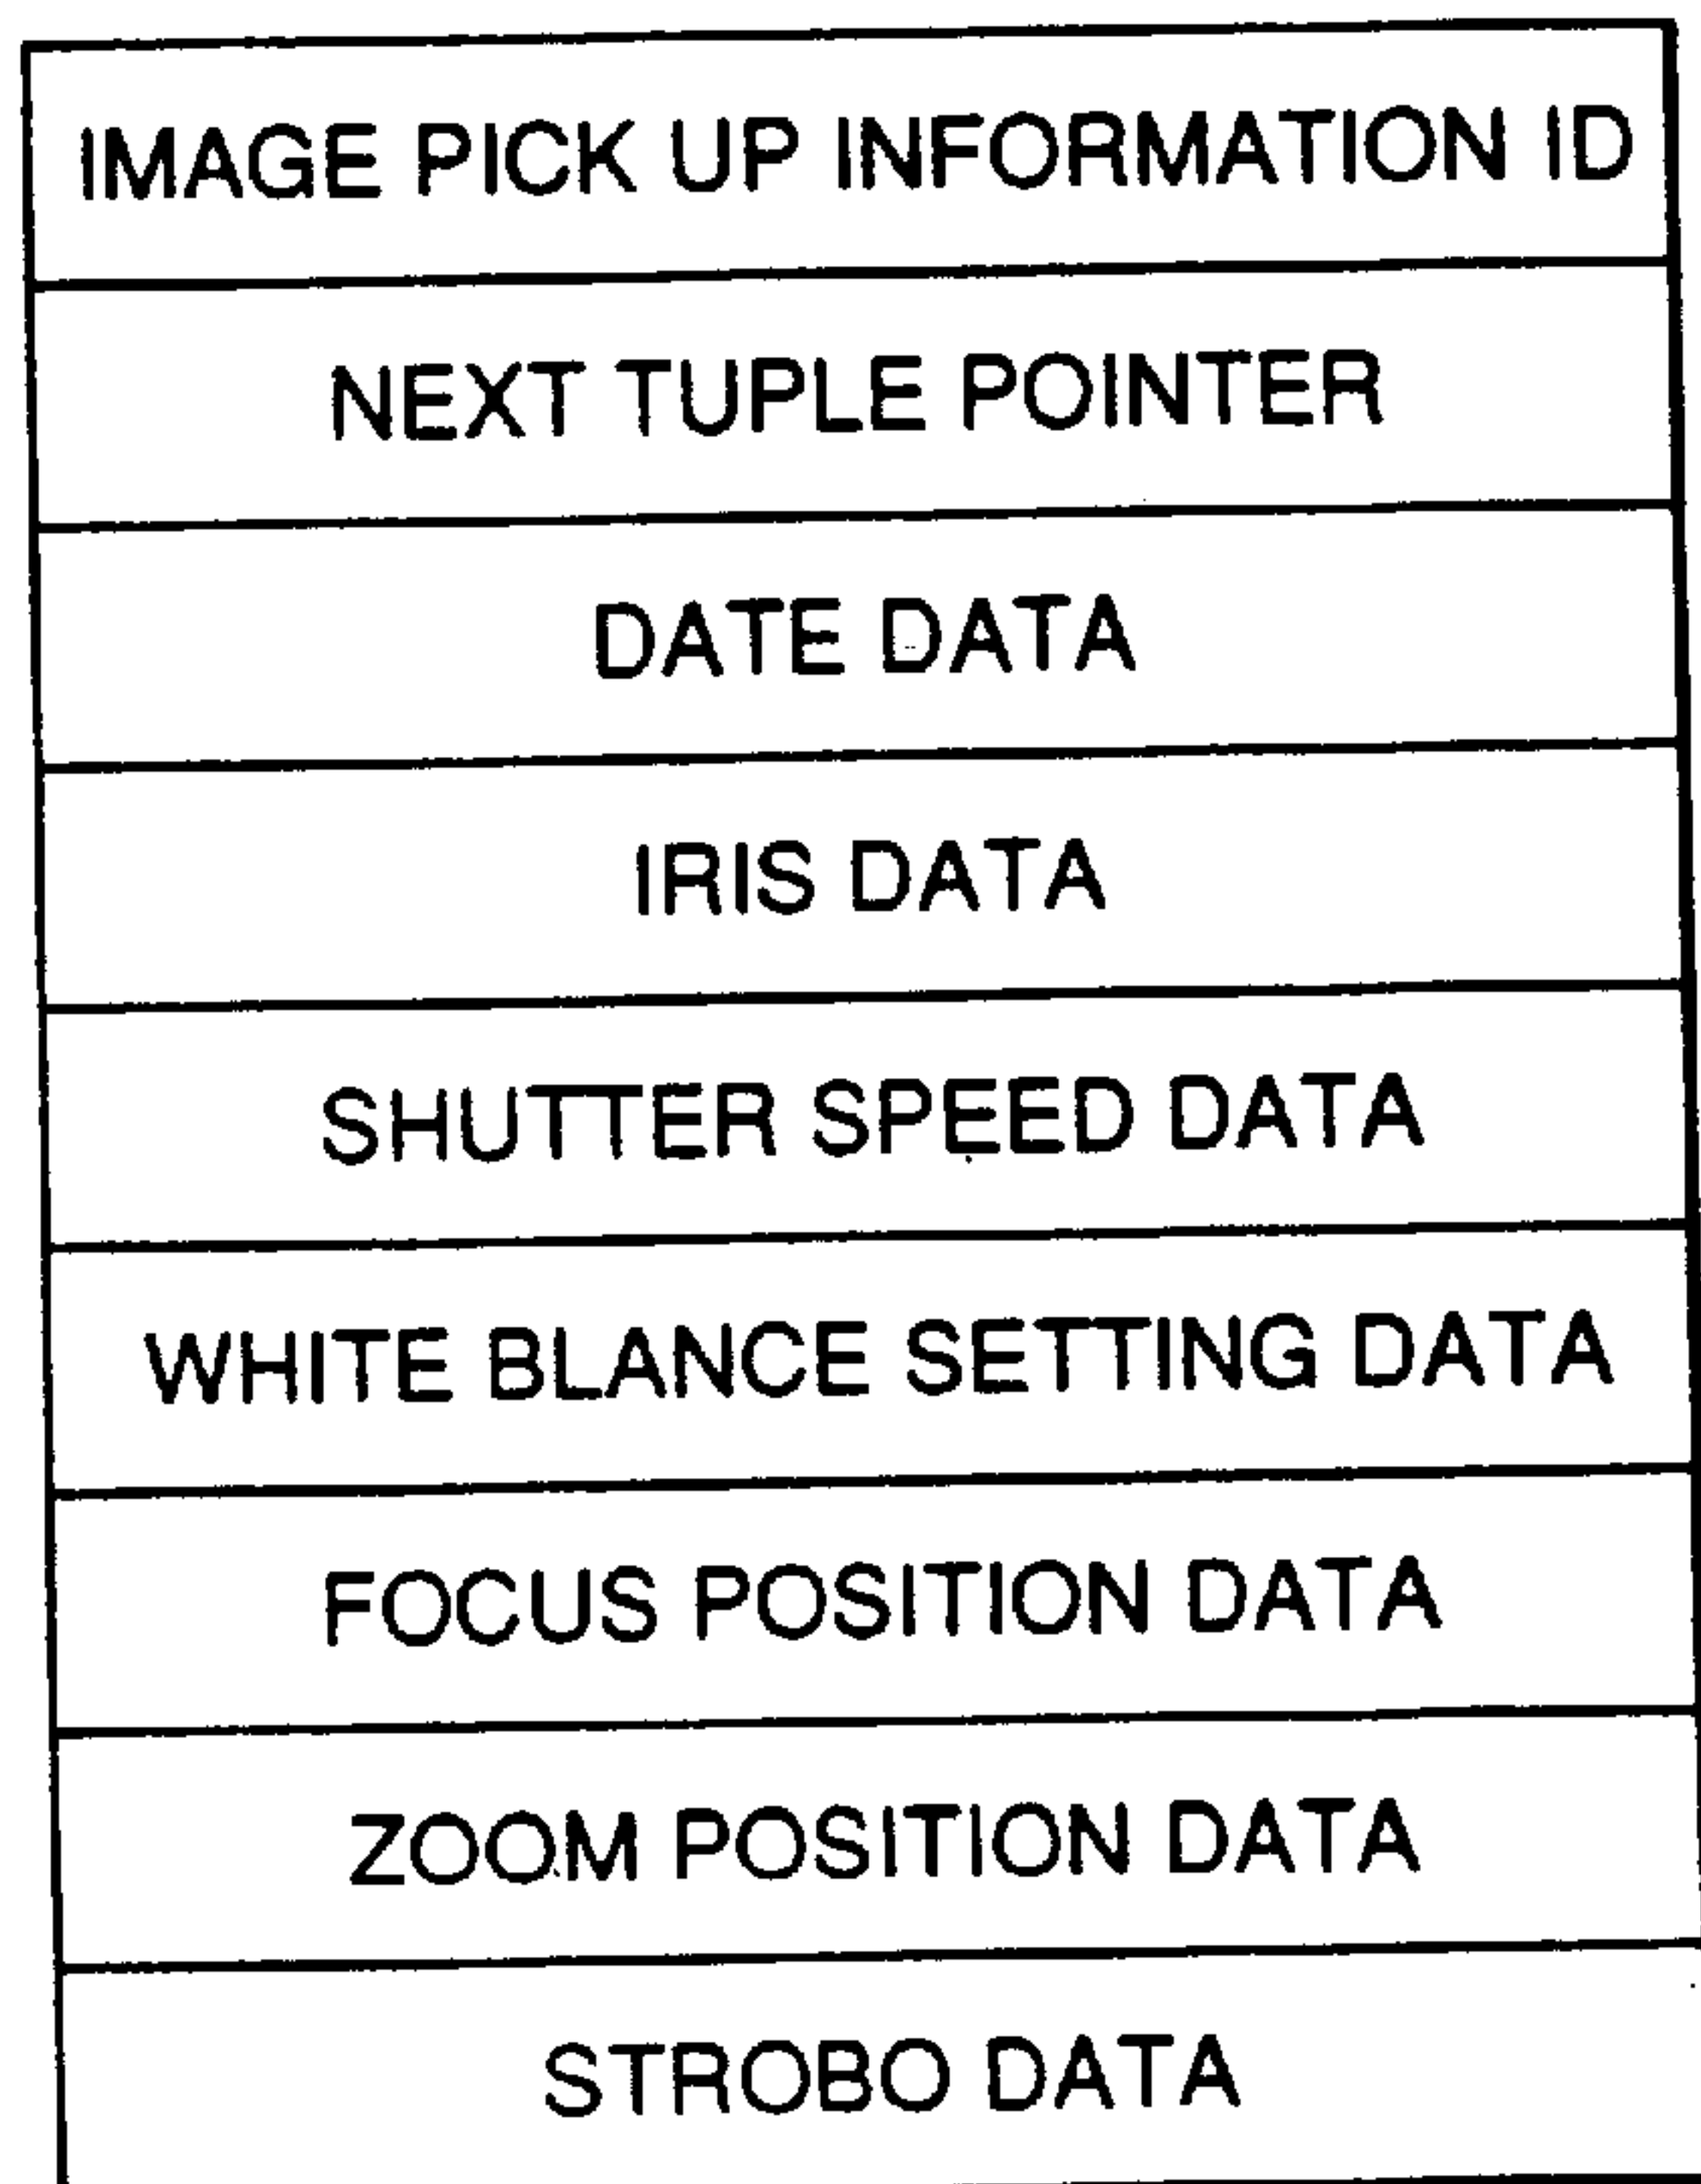 IMAGE PICK UP INFORMATION ID
NEXT TUPLE POINTER
DATE DATA
IRIS DATA
SHUTTER SPEED DATA
WHITE BLANCE SETTING DATA
FOCUS POSITION DATA
ZOOM POSITION DATA
STROBO DATA